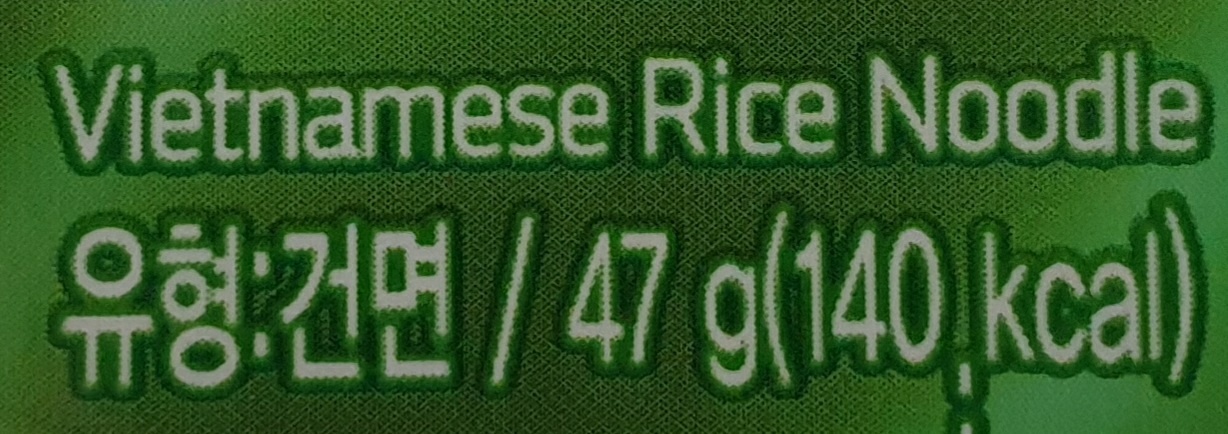 Vietnamese Rice Noodle
유형:건면 / 47 g(140 kcal)